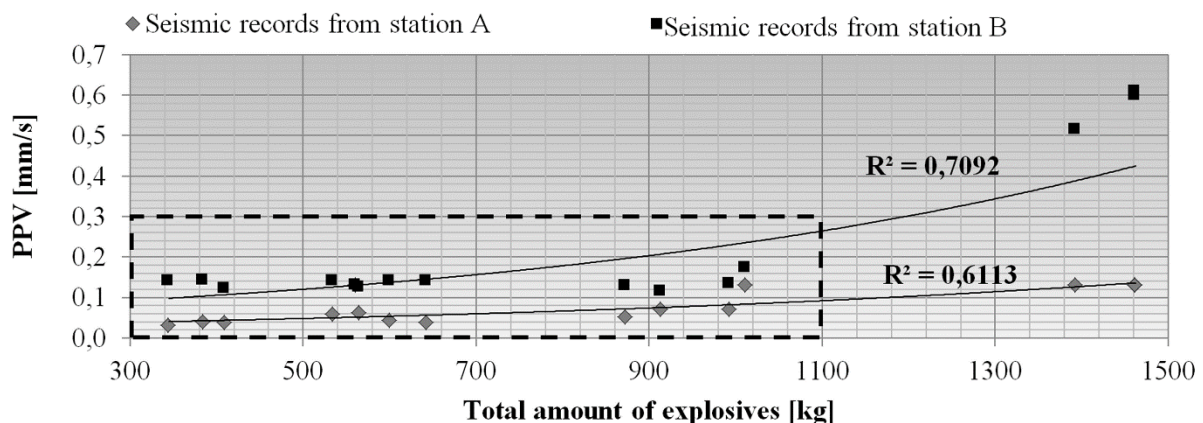 Seismic records from station A Seismic records from station B
0,7
0,6
0,5
0,4
0,3
0,2
0,1
0,0
PPV [mm/s]
R² = 0,7092
R² = 0,6113
300 500 700 900 1100 1300 1500
Total amount of explosives [kg]